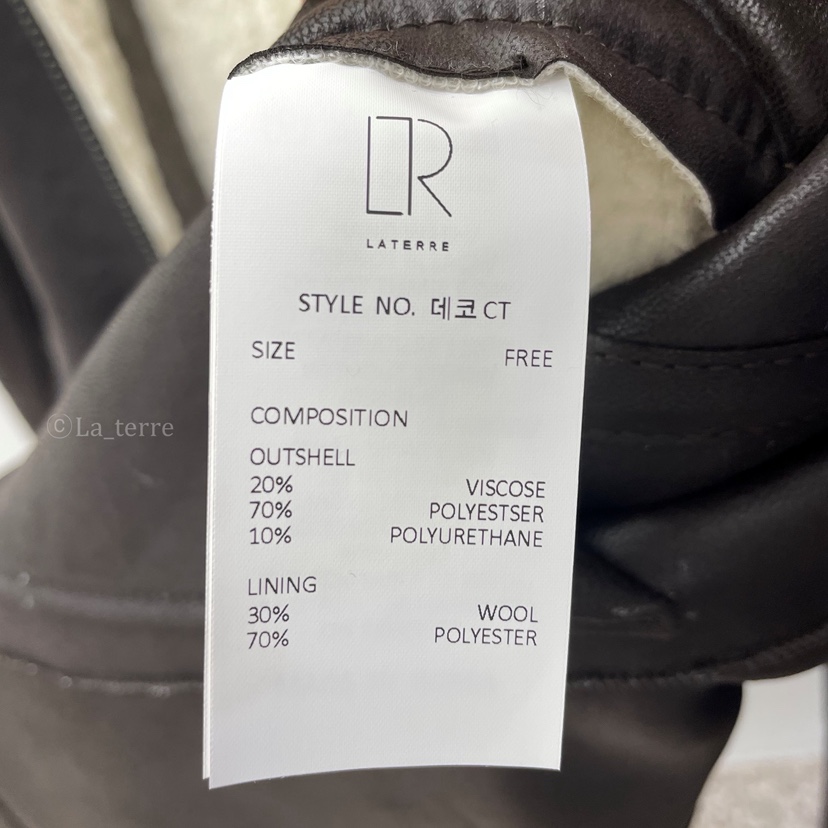 LR
LATERRE
STYLE NO. 데코 CT
SIZE FREE
COMPOSITION
OUTSHELL
20% VISCOSE
70% POLYESTSER
10% POLYURETHANE
LINING
30% WOOL
70% POLYESTER
©La_terre